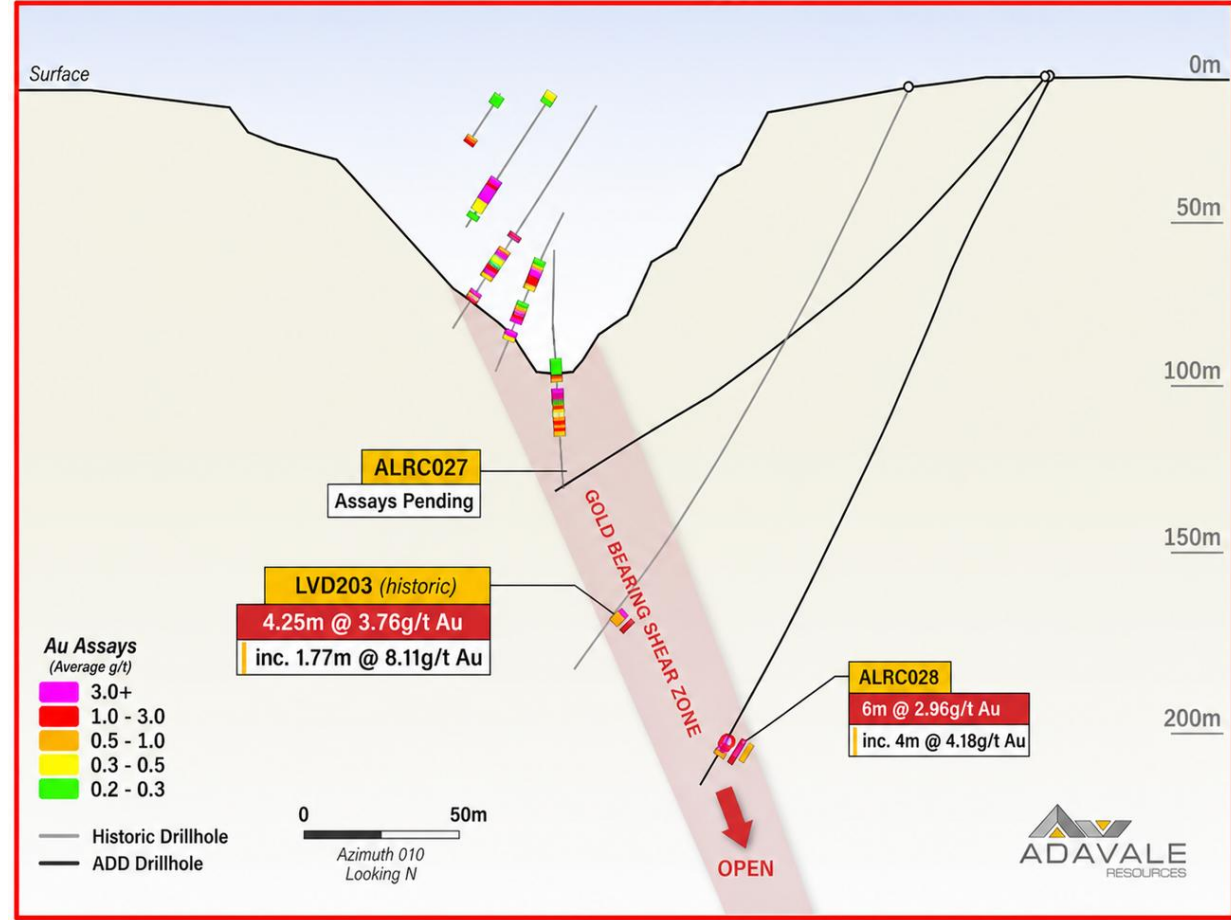 Surface
0m
50m
100m
150m
200m
ALRC027
Assays Pending
GOLD BEARING SHEAR ZONE
LVD203 (historic)
4.25m @ 3.76g/t Au
inc. 1.77m @ 8.11g/t Au
ALRC028
6m @ 2.96g/t Au
inc. 4m @ 4.18g/t Au
OPEN
Au Assays
(Average g/t)
3.0+
1.0 - 3.0
0.5 - 1.0
0.3 - 0.5
0.2 - 0.3
Historic Drillhole
ADD Drillhole
0 50m
Azimuth 010
Looking N
ADAVALE
RESOURCES